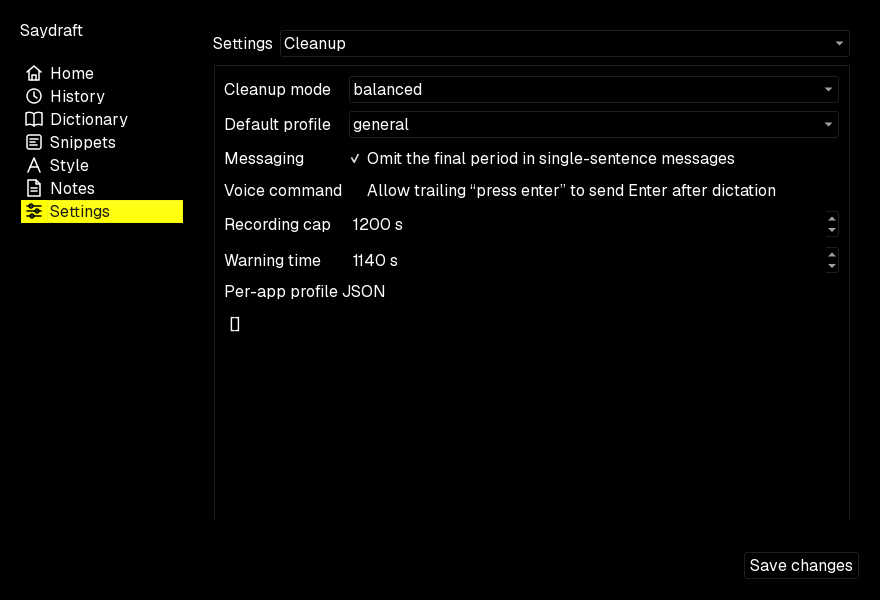 Saydraft
Home
History
Dictionary
Snippets
Style
Notes
Settings
Settings Cleanup
Cleanup mode balanced
Default profile general
Messaging ✓ Omit the final period in single-sentence messages
Voice command Allow trailing “press enter” to send Enter after dictation
Recording cap 1200 s
Warning time 1140 s
Per-app profile JSON
[]
Save changes